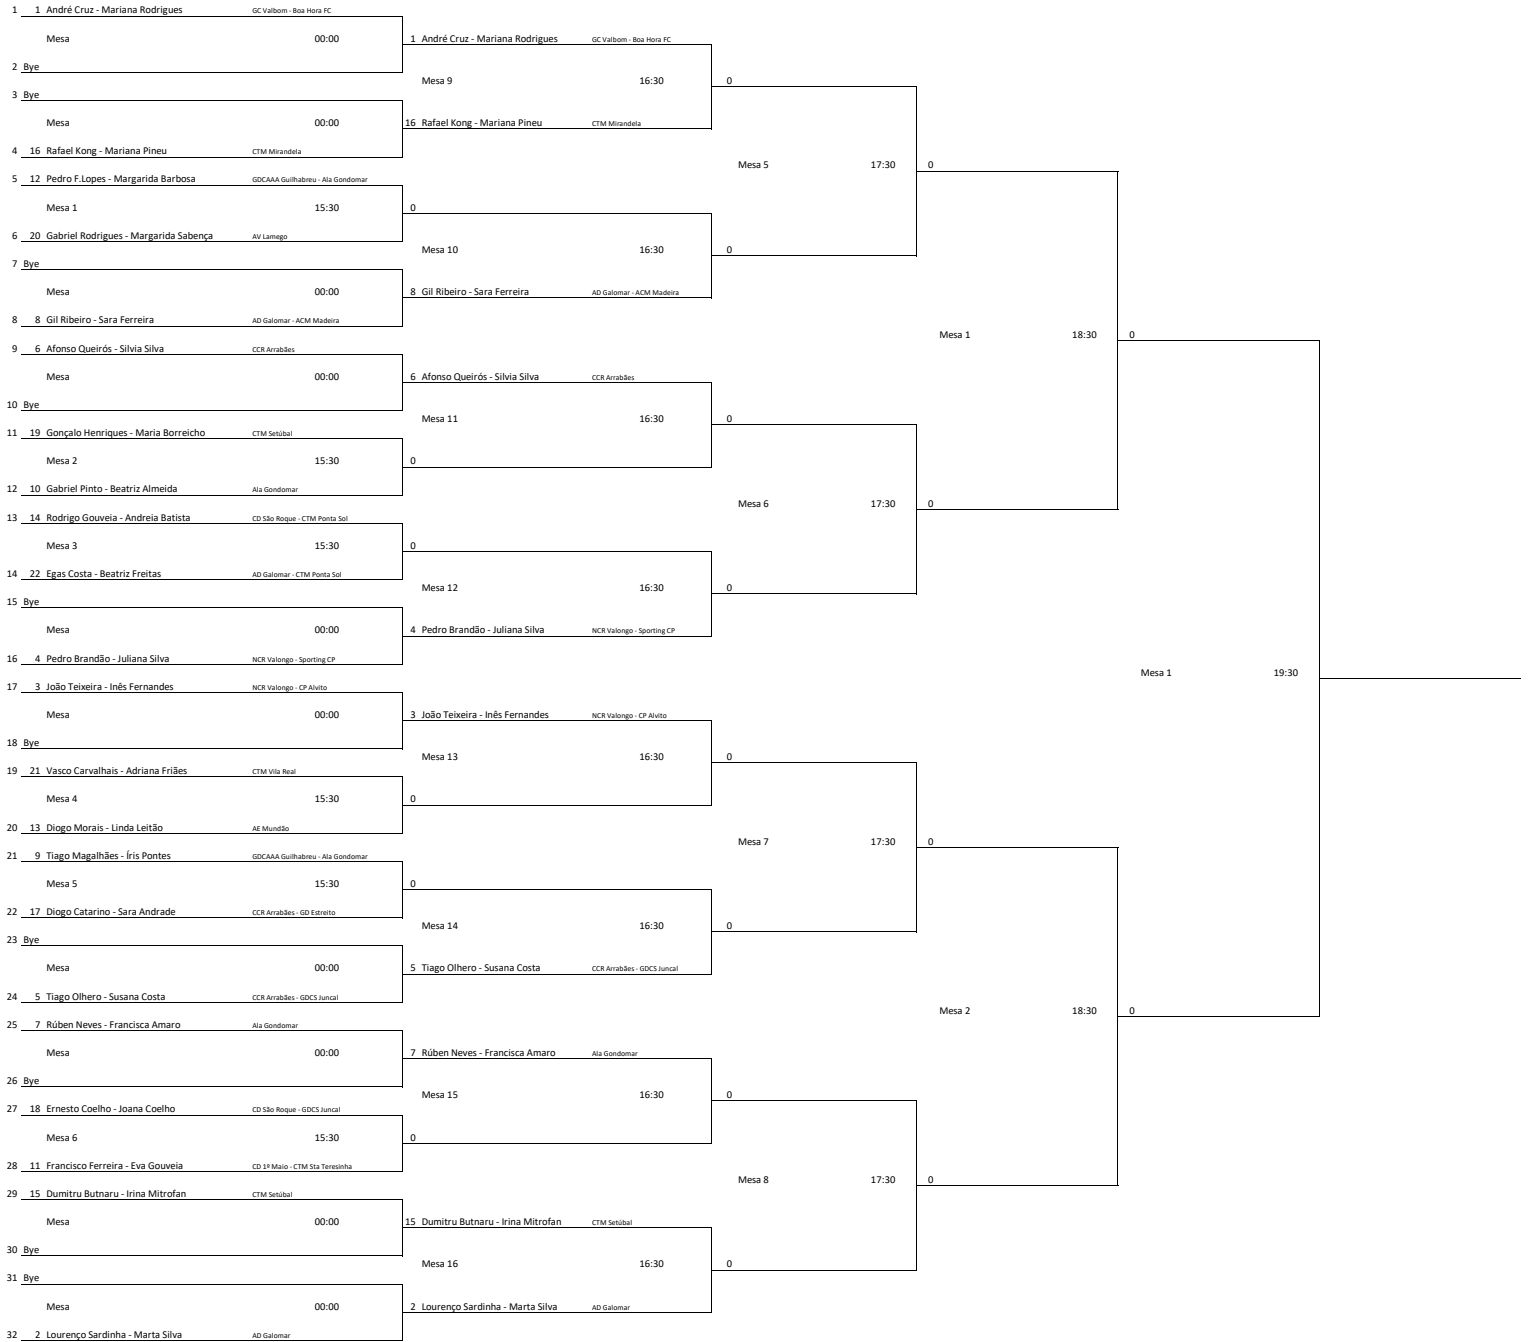 1 1 André Cruz - Mariana Rodrigues GC Valbom - Boa Hora FC
Mesa 00:00 1 André Cruz - Mariana Rodrigues GC Valbom - Boa Hora FC
2 Bye
Mesa 9 16:30 0
3 Bye
Mesa 00:00 16 Rafael Kong - Mariana Pineu CTM Mirandela
4 16 Rafael Kong - Mariana Pineu CTM Mirandela
Mesa 5 17:30 0
5 12 Pedro F.Lopes - Margarida Barbosa GDCAAA Guilhabreu - Ala Gondomar
Mesa 1 15:30 0
6 20 Gabriel Rodrigues - Margarida Sabença AV Lamego
Mesa 10 16:30 0
7 Bye
Mesa 00:00 8 Gil Ribeiro - Sara Ferreira AD Galomar - ACM Madeira
8 8 Gil Ribeiro - Sara Ferreira AD Galomar - ACM Madeira
Mesa 1 18:30 0
9 6 Afonso Queirós - Silvia Silva CCR Arrabães
Mesa 00:00 6 Afonso Queirós - Silvia Silva CCR Arrabães
10 Bye
Mesa 11 16:30 0
11 19 Gonçalo Henriques - Maria Borreicho CTM Setúbal
Mesa 2 15:30 0
12 10 Gabriel Pinto - Beatriz Almeida Ala Gondomar
Mesa 6 17:30 0
13 14 Rodrigo Gouveia - Andreia Batista CD São Roque - CTM Ponta Sol
Mesa 3 15:30 0
14 22 Egas Costa - Beatriz Freitas AD Galomar - CTM Ponta Sol
Mesa 12 16:30 0
15 Bye
Mesa 00:00 4 Pedro Brandão - Juliana Silva NCR Valongo - Sporting CP
16 4 Pedro Brandão - Juliana Silva NCR Valongo - Sporting CP
Mesa 1 19:30
17 3 João Teixeira - Inês Fernandes NCR Valongo - CP Alvito
Mesa 00:00 3 João Teixeira - Inês Fernandes NCR Valongo - CP Alvito
18 Bye
Mesa 13 16:30 0
19 21 Vasco Carvalhais - Adriana Friães CTM Vila Real
Mesa 4 15:30 0
20 13 Diogo Morais - Linda Leitão AE Mundão
Mesa 7 17:30 0
21 9 Tiago Magalhães - Íris Pontes GDCAAA Guilhabreu - Ala Gondomar
Mesa 5 15:30 0
22 17 Diogo Catarino - Sara Andrade CCR Arrabães - GD Estreito
Mesa 14 16:30 0
23 Bye
Mesa 00:00 5 Tiago Olhero - Susana Costa CCR Arrabães - GDCS Juncal
24 5 Tiago Olhero - Susana Costa CCR Arrabães - GDCS Juncal
Mesa 2 18:30 0
25 7 Rúben Neves - Francisca Amaro Ala Gondomar
Mesa 00:00 7 Rúben Neves - Francisca Amaro Ala Gondomar
26 Bye
Mesa 15 16:30 0
27 18 Ernesto Coelho - Joana Coelho CD São Roque - GDCS Juncal
Mesa 6 15:30 0
28 11 Francisco Ferreira - Eva Gouveia CD 1º Maio - CTM Sta Teresinha
Mesa 8 17:30 0
29 15 Dumitru Butnaru - Irina Mitrofan CTM Setúbal
Mesa 00:00 15 Dumitru Butnaru - Irina Mitrofan CTM Setúbal
30 Bye
Mesa 16 16:30 0
31 Bye
Mesa 00:00 2 Lourenço Sardinha - Marta Silva AD Galomar
32 2 Lourenço Sardinha - Marta Silva AD Galomar